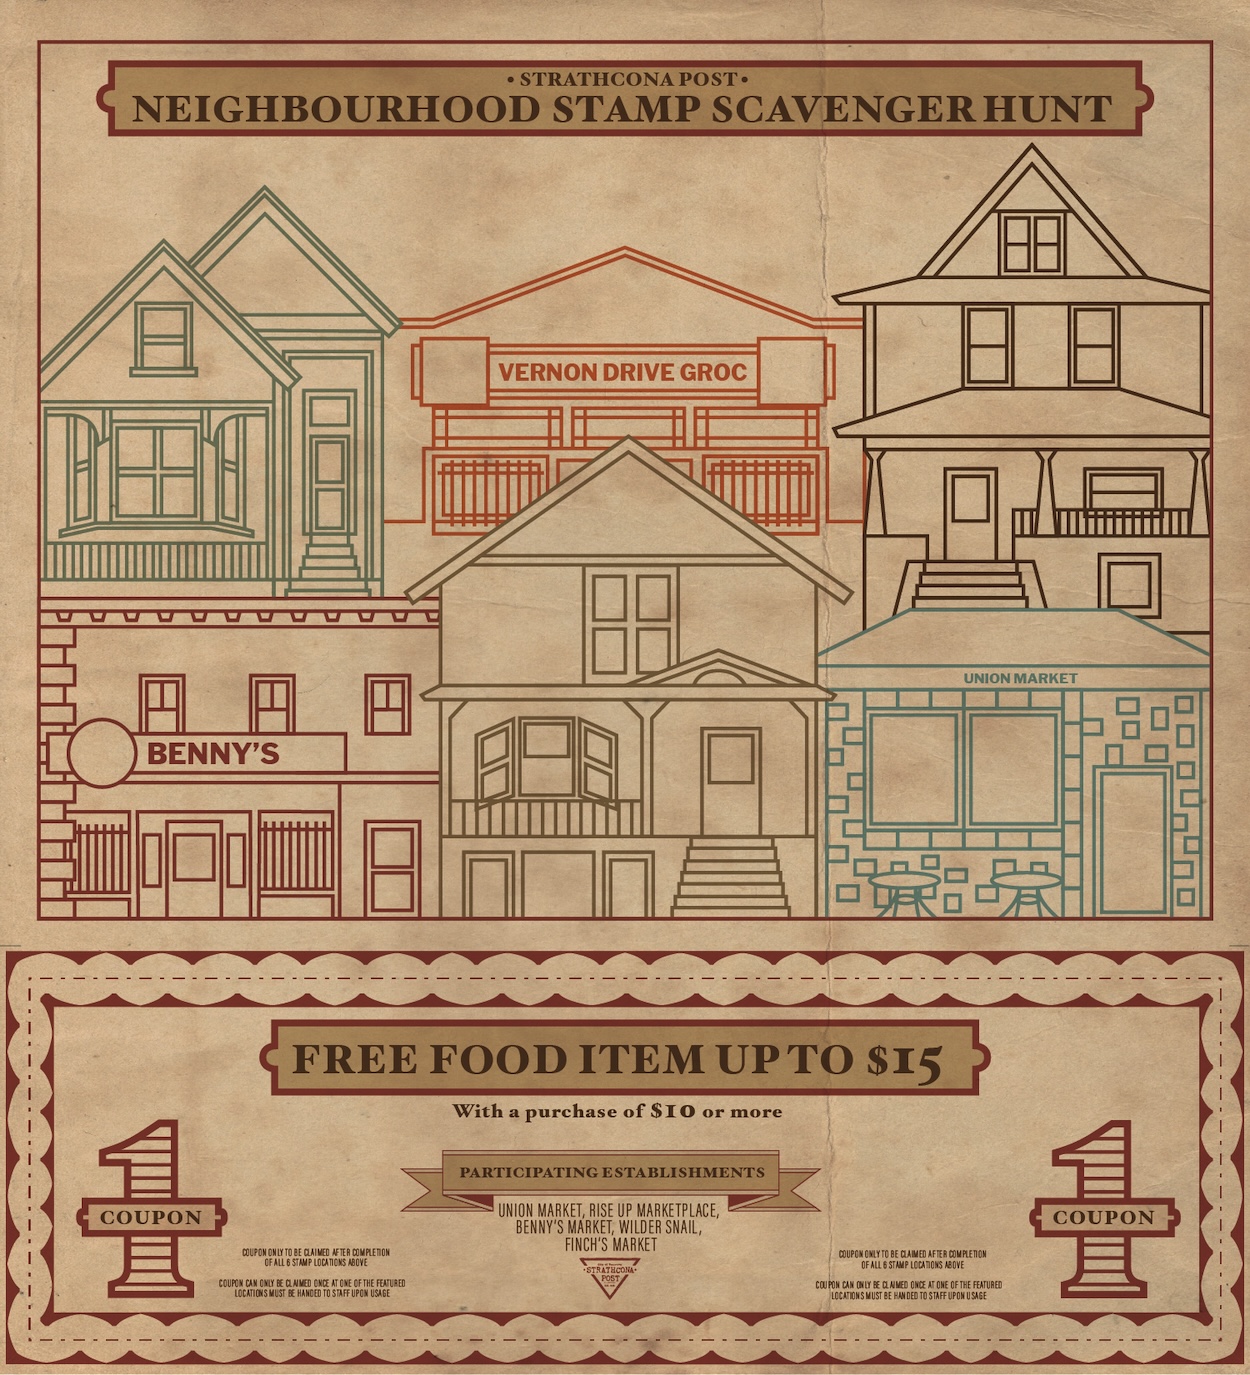 • STRATHCONA POST •
NEIGHBOURHOOD STAMP SCAVENGER HUNT
VERNON DRIVE GROC
UNION MARKET
BENNY'S
FREE FOOD ITEM UP TO $15
With a purchase of $10 or more
PARTICIPATING ESTABLISHMENTS
UNION MARKET, RISE UP MARKETPLACE,
BENNY'S MARKET, WILDER SNAIL,
FINCH'S MARKET
STRATHCONA
POST
1
COUPON
COUPON ONLY TO BE CLAIMED AFTER COMPLETION
OF ALL 6 STAMP LOCATIONS ABOVE
COUPON CAN ONLY BE CLAIMED ONCE AT ONE OF THE FEATURED
LOCATIONS MUST BE HANDED TO STAFF UPON USAGE
1
COUPON
COUPON ONLY TO BE CLAIMED AFTER COMPLETION
OF ALL 6 STAMP LOCATIONS ABOVE
COUPON CAN ONLY BE CLAIMED ONCE AT ONE OF THE FEATURED
LOCATIONS MUST BE HANDED TO STAFF UPON USAGE